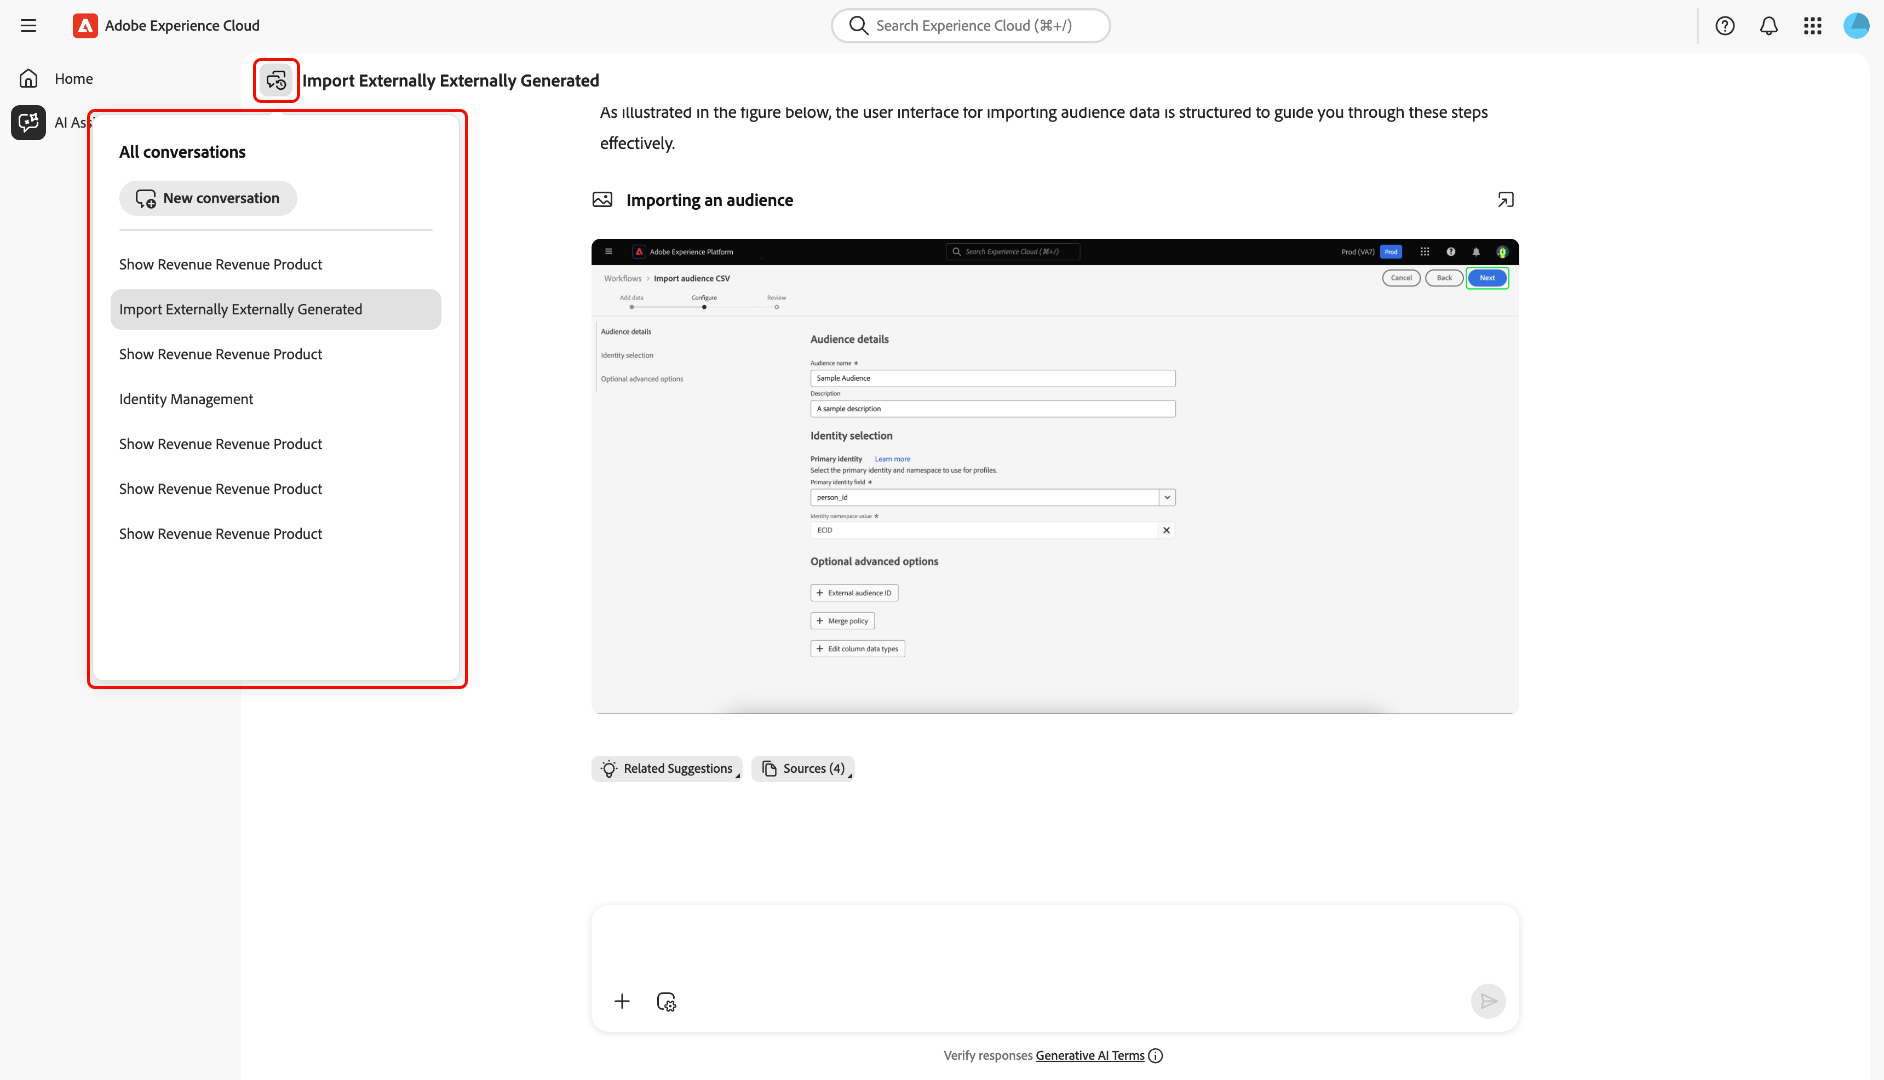 Adobe Experience Cloud
Search Experience Cloud (⌘+/)
Home
AI Ass
Import Externally Externally Generated
All conversations
New conversation
Show Revenue Revenue Product
Import Externally Externally Generated
Show Revenue Revenue Product
Identity Management
Show Revenue Revenue Product
Show Revenue Revenue Product
Show Revenue Revenue Product
As illustrated in the figure below, the user interface for importing audience data is structured to guide you through these steps
effectively.
Importing an audience
Adobe Experience Platform
Search Experience Cloud (⌘+/)
Prod (VA7)
Prod
Workflows > Import audience CSV
Cancel
Back
Next
Add data
Configure
Review
Audience details
Identity selection
Optional advanced options
Audience details
Audience name *
Sample Audience
Description
A sample description
Identity selection
Primary identity Learn more
Select the primary identity and namespace to use for profiles.
Primary identity field *
person_id
Identity namespace value *
ECID
Optional advanced options
+ External audience ID
+ Merge policy
+ Edit column data types
Related Suggestions
Sources (4)
Verify responses Generative AI Terms